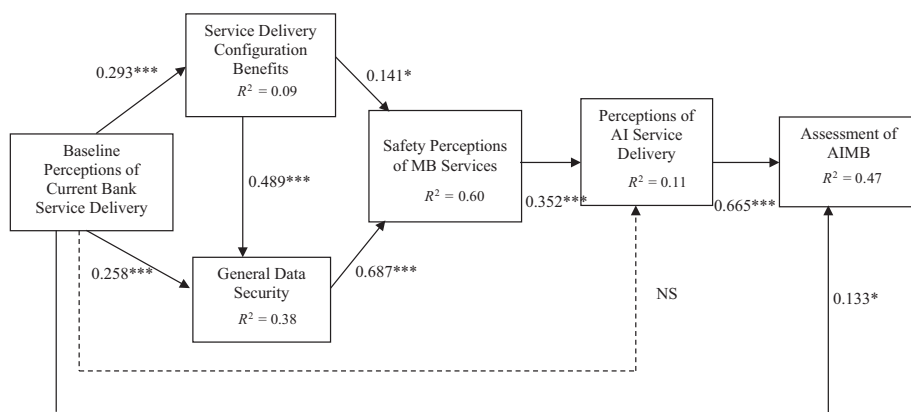 Service Delivery
Configuration
Benefits
R² = 0.09
0.293***
0.141*
Baseline
Perceptions of
Current Bank
Service Delivery
0.489***
Safety Perceptions
of MB Services
R² = 0.60
Perceptions of
AI Service
Delivery
R² = 0.11
Assessment of
AIMB
R² = 0.47
0.352***
0.665***
0.258***
General Data
Security
R² = 0.38
0.687***
NS
0.133*